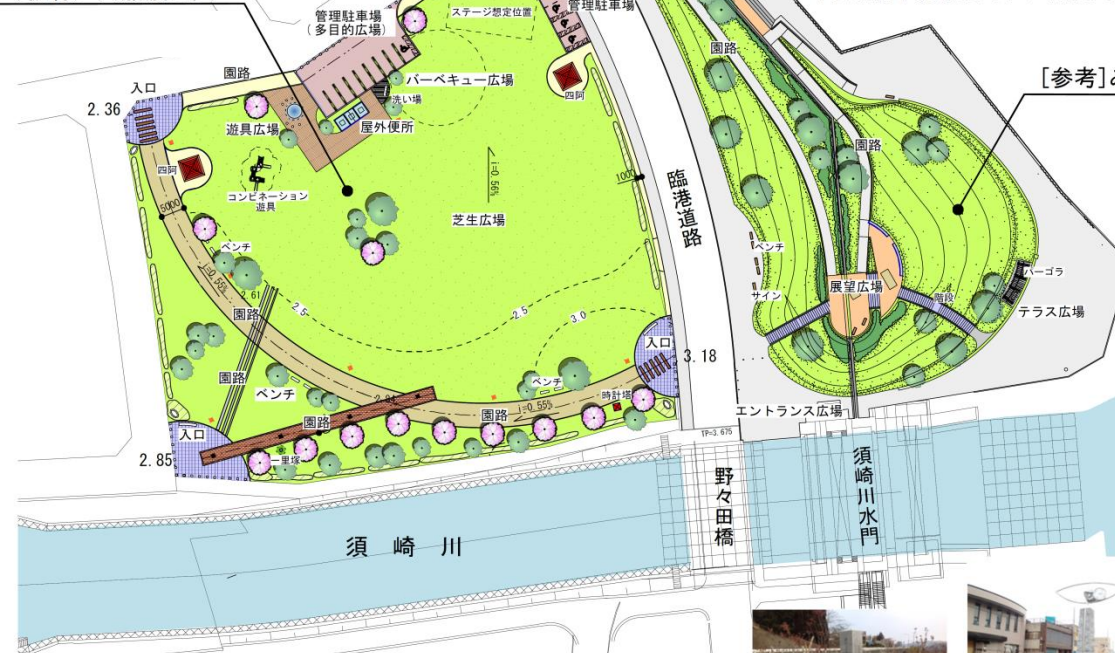 管理駐車場
(多目的広場)
ステージ想定位置
管理駐車場
園路
[参考]
入口
2.36
園路
バーベキュー広場
洗い場
四阿
遊具広場
屋外便所
四阿
コンビネーション
遊具
5000
i=0.56%
1000
芝生広場
臨港道路
園路
ベンチ
i=0.55%
2.5
2.5
3.0
園路
ベンチ
サイン
展望広場
階段
パーゴラ
テラス広場
園路
ベンチ
ベンチ
入口
3.18
時計塔
園路
i=0.55%
園路
エントランス広場
入口
2.85
一里塚
TP=3.675
野々田橋
須崎川水門
須崎川